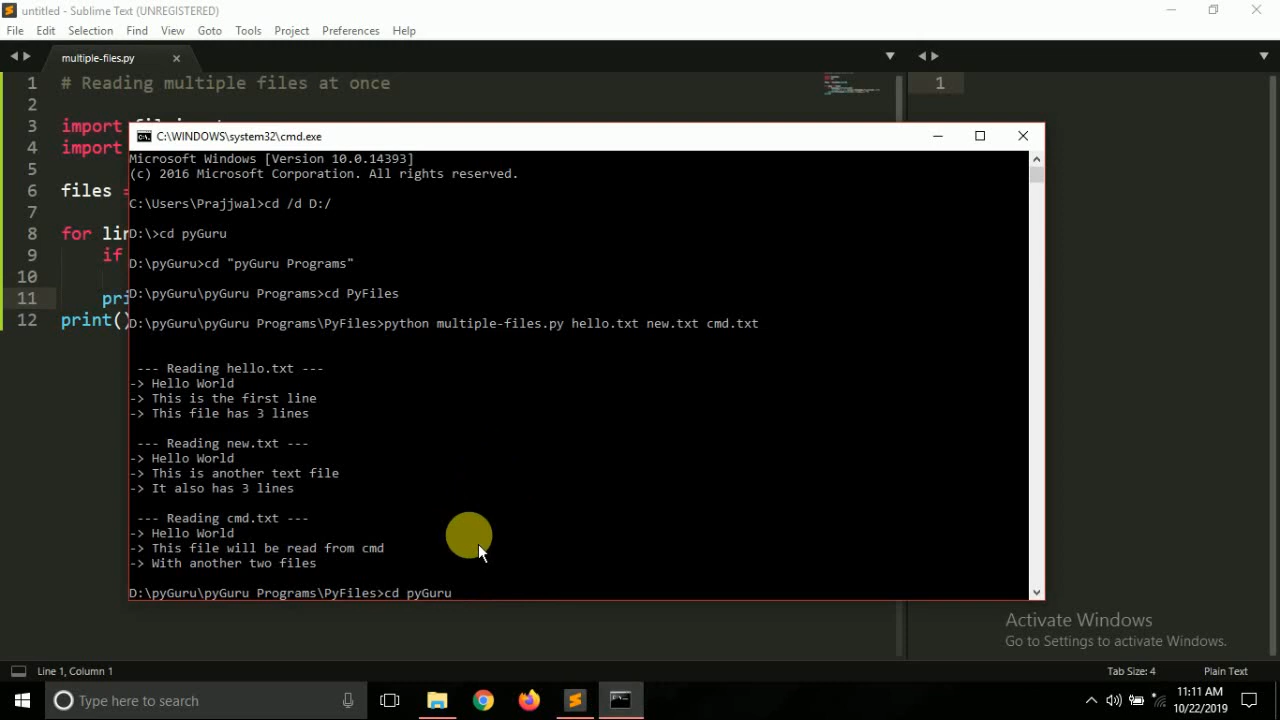 untitled - Sublime Text (UNREGISTERED)
File Edit Selection Find View Goto Tools Project Preferences Help
multiple-files.py
1 # Reading multiple files at once
1
2
3 import
4 import
5
6 files =
7
8 for
9 if
10
11
12 print()
C:\WINDOWS\system32\cmd.exe
Microsoft Windows [Version 10.0.14393]
(c) 2016 Microsoft Corporation. All rights reserved.
C:\Users\Prajjwal>cd /d D:/
D:\>cd pyGuru
D:\pyGuru>cd "pyGuru Programs"
D:\pyGuru\pyGuru Programs>cd PyFiles
D:\pyGuru\pyGuru Programs\PyFiles>python multiple-files.py hello.txt new.txt cmd.txt
--- Reading hello.txt ---
-> Hello World
-> This is the first line
-> This file has 3 lines
--- Reading new.txt ---
-> Hello World
-> This is another text file
-> It also has 3 lines
--- Reading cmd.txt ---
-> Hello World
-> This file will be read from cmd
-> With another two files
D:\pyGuru\pyGuru Programs\PyFiles>cd pyGuru
Activate Windows
Go to Settings to activate Windows.
Line 1, Column 1
Tab Size: 4
Plain Text
Type here to search
11:11 AM
10/22/2019